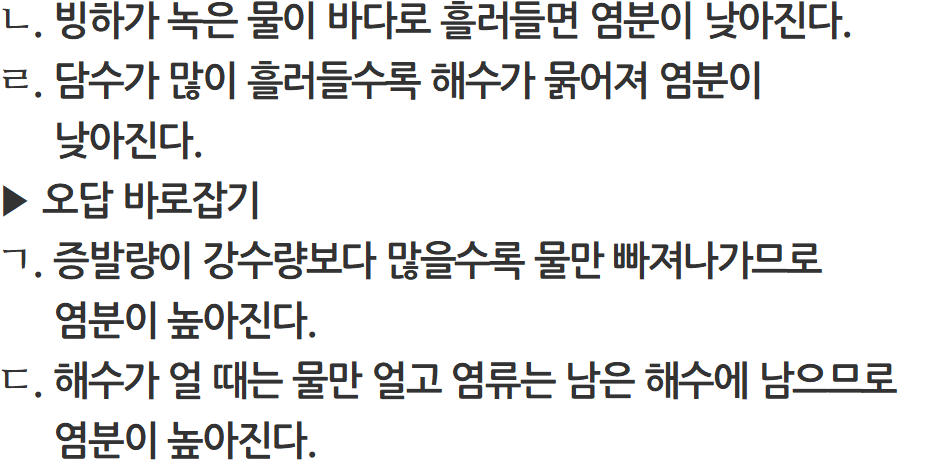 ㄴ. 빙하가 녹은 물이 바다로 흘러들면 염분이 낮아진다.
ㄹ. 담수가 많이 흘러들수록 해수가 묽어져 염분이
낮아진다.
▶ 오답 바로잡기
ㄱ. 증발량이 강수량보다 많을수록 물만 빠져나가므로
염분이 높아진다.
ㄷ. 해수가 얼 때는 물만 얼고 염류는 남은 해수에 남으므로
염분이 높아진다.